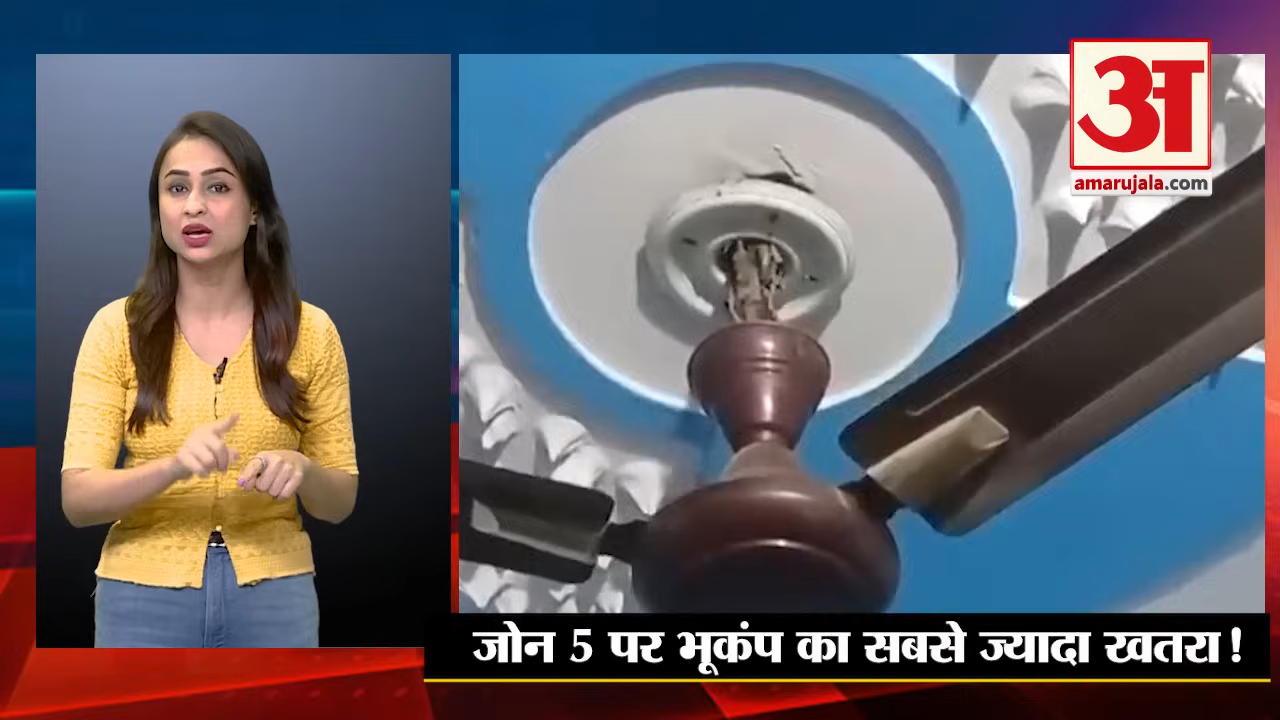 अ
amarujala.com
जोन 5 पर भूकंप का सबसे ज्यादा खतरा!